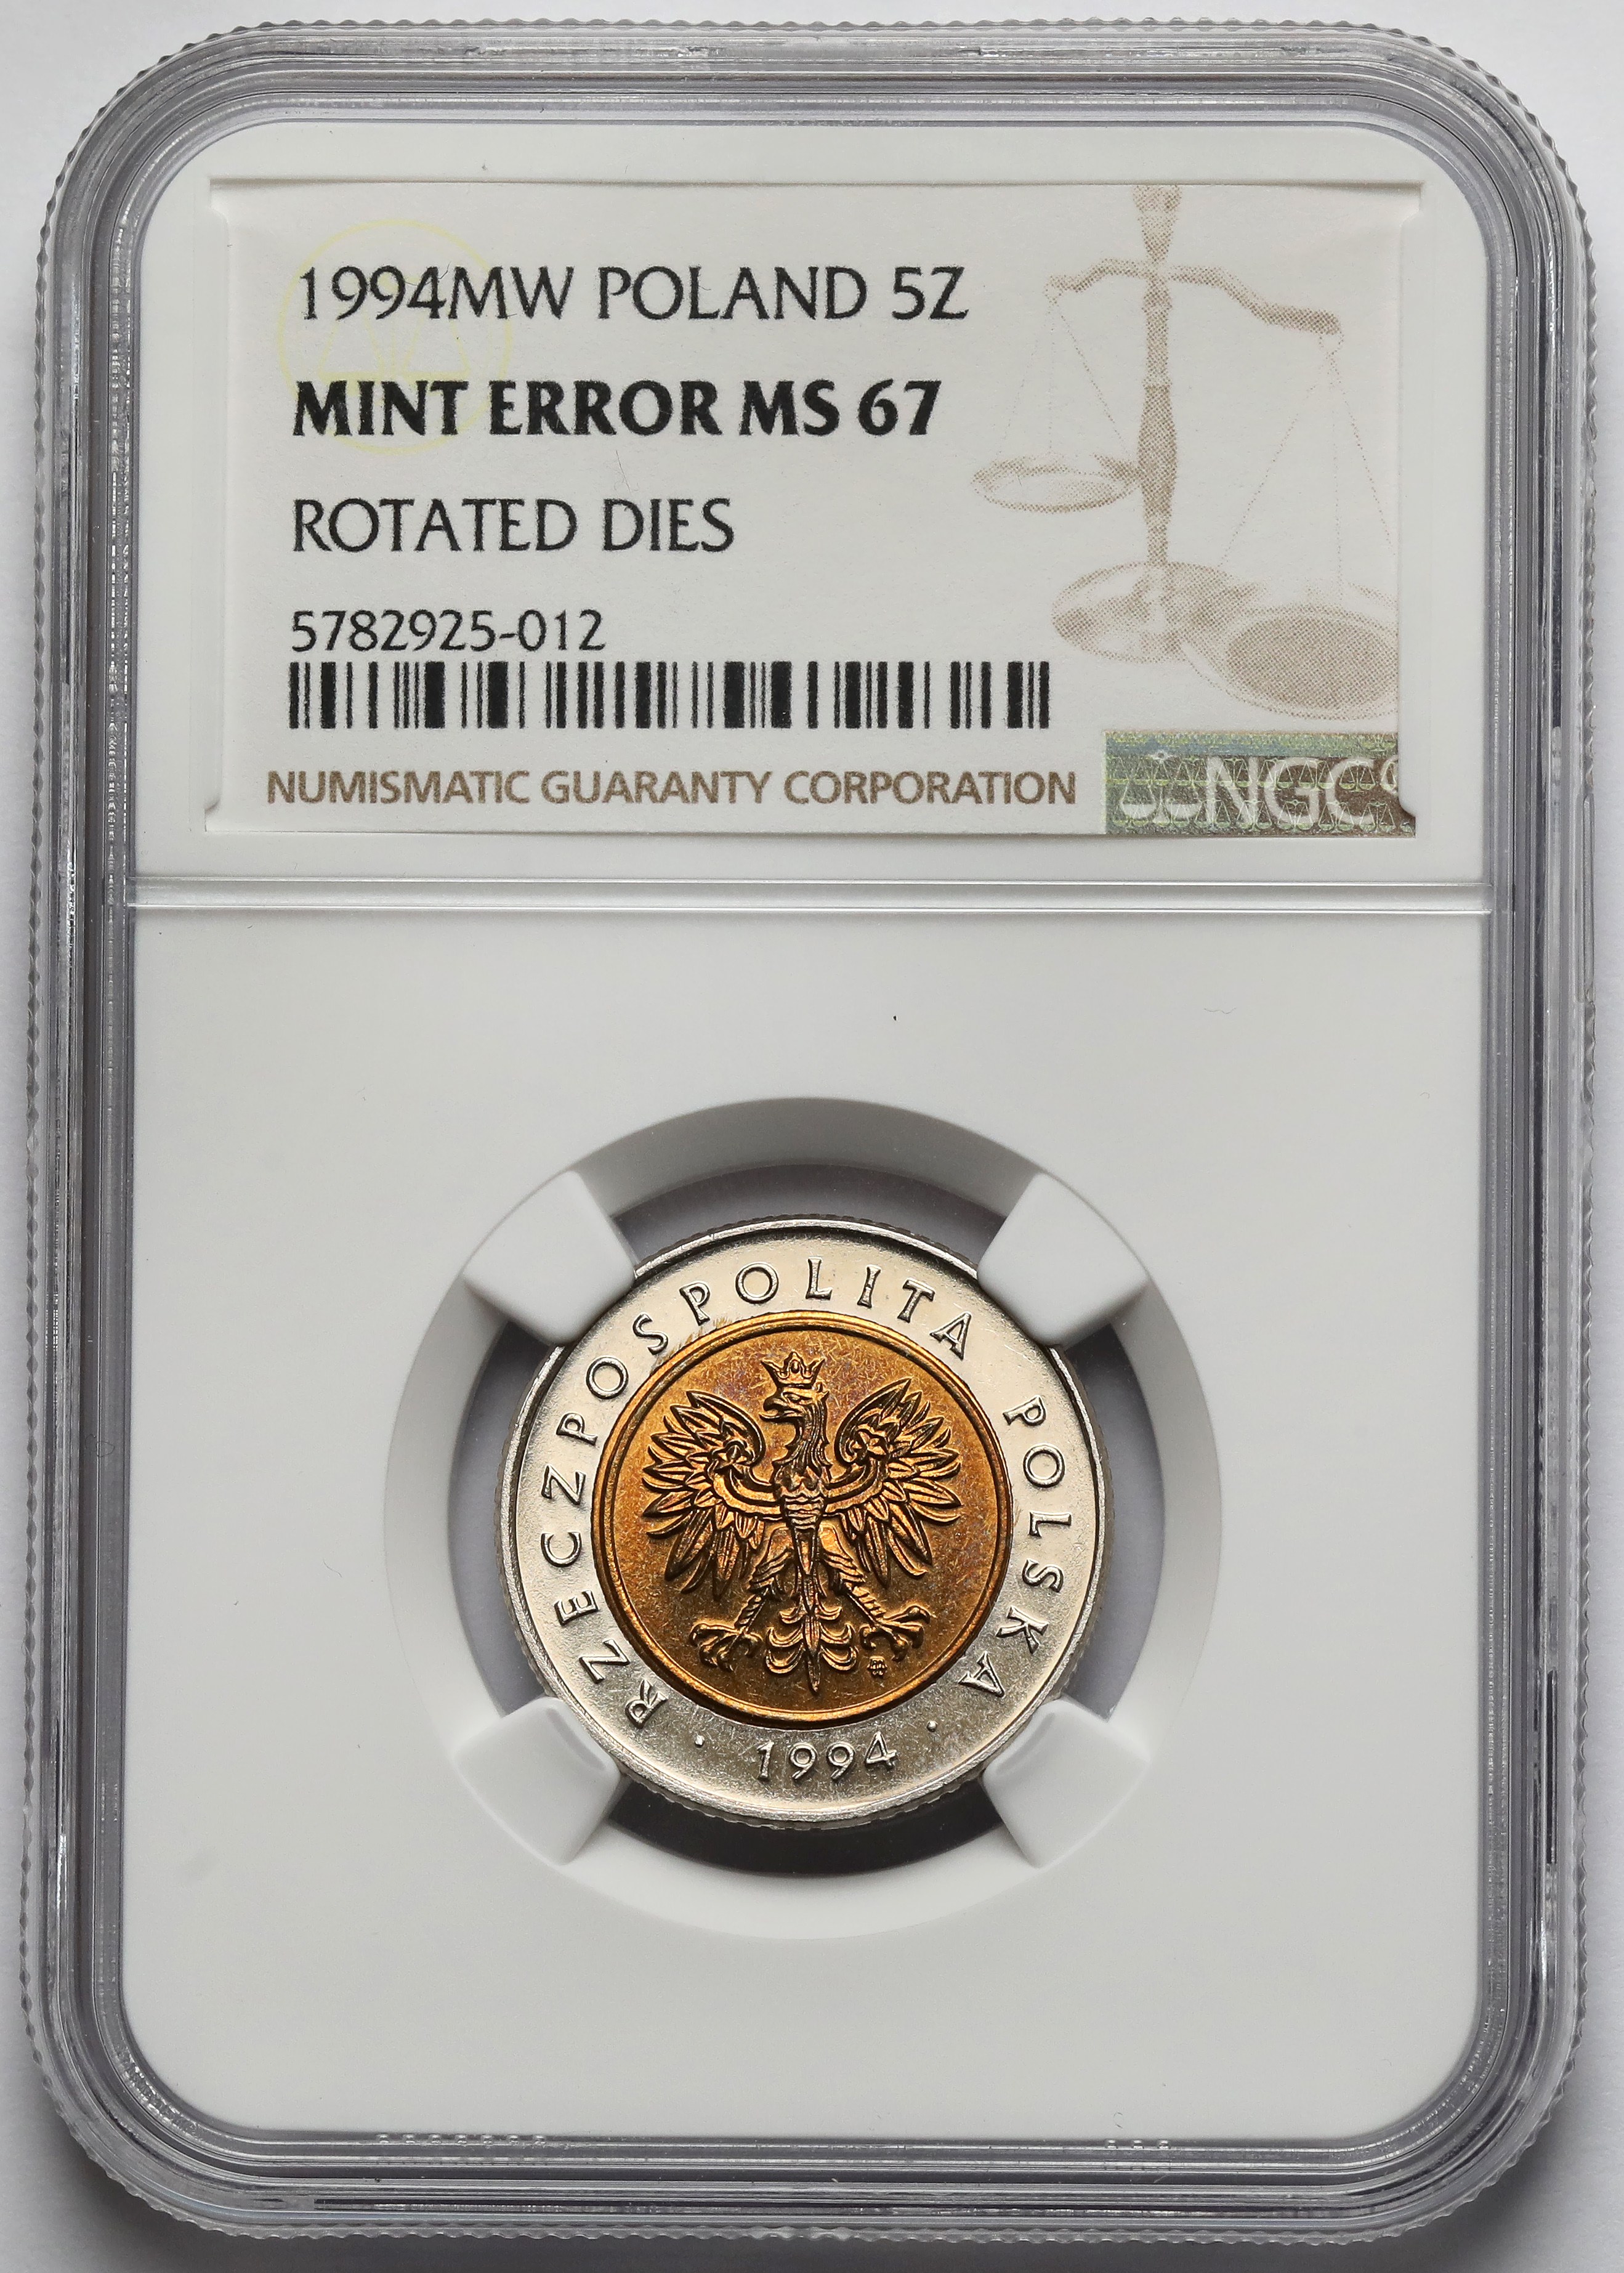 1994MW POLAND 5Z
MINT ERROR MS 67
ROTATED DIES
5782925-012
NUMISMATIC GUARANTY CORPORATION
NGC
RZECZPOSPOLITA POLSKA
· 1994 ·